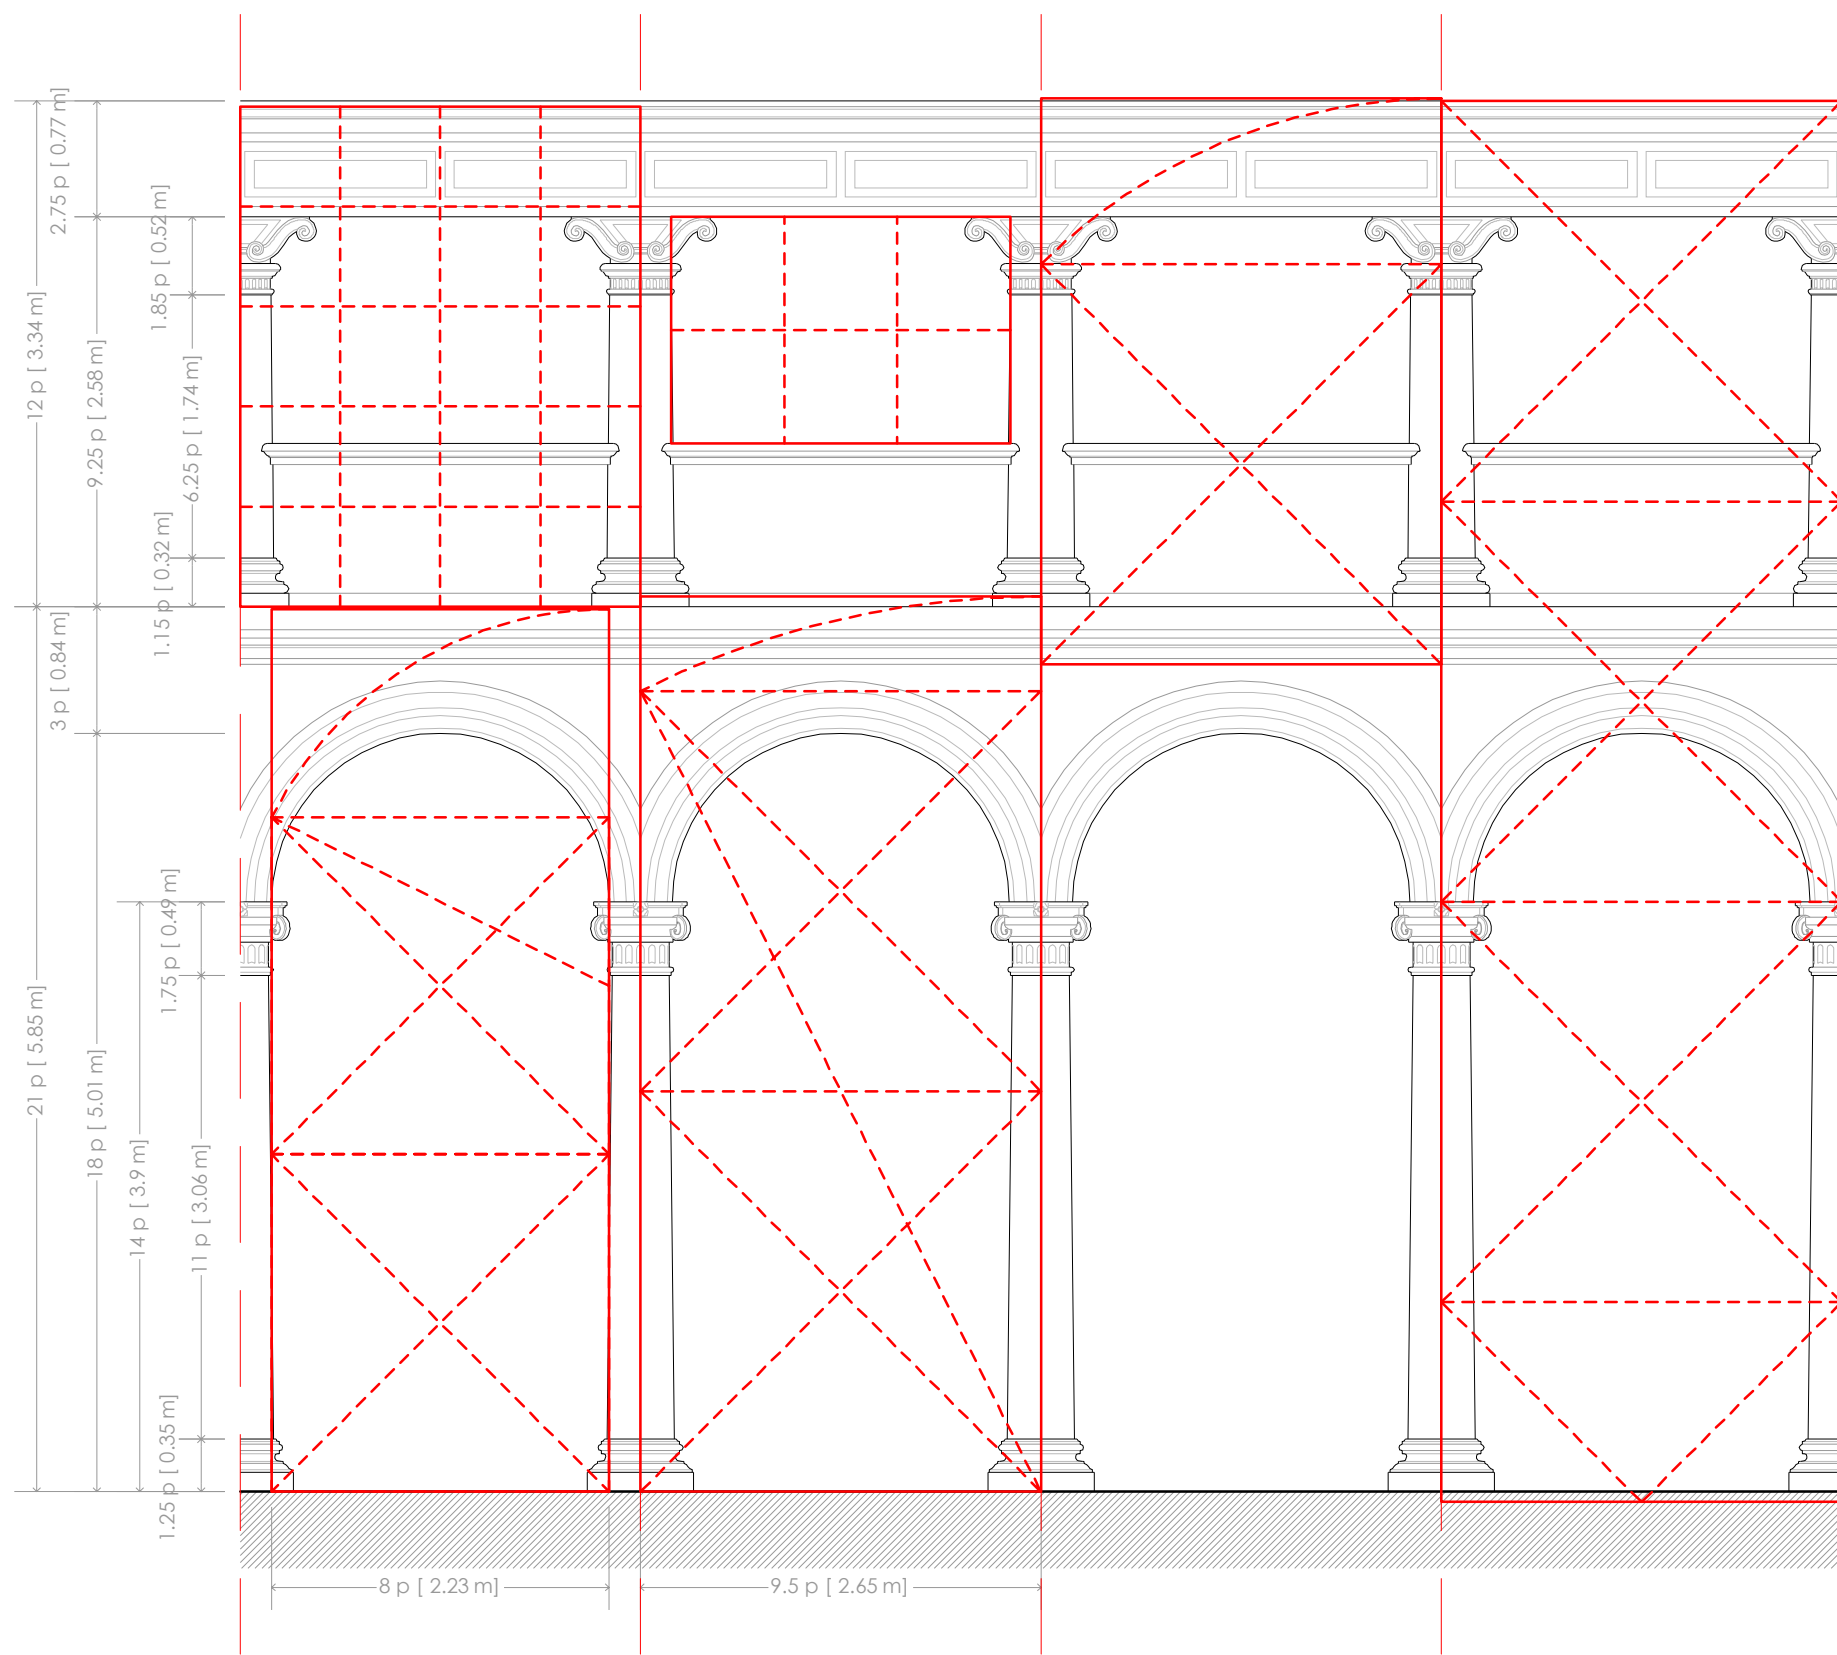 2.75 p [ 0.77 m]
1.85 p [ 0.52 m]
12 p [ 3.34 m]
9.25 p [ 2.58 m]
6.25 p [ 1.74 m]
1.15 p [ 0.32 m]
3 p [ 0.84 m]
1.75 p [ 0.49 m]
21 p [ 5.85 m]
18 p [ 5.01 m]
14 p [ 3.9 m]
11 p [ 3.06 m]
1.25 p [ 0.35 m]
8 p [ 2.23 m]
9.5 p [ 2.65 m]